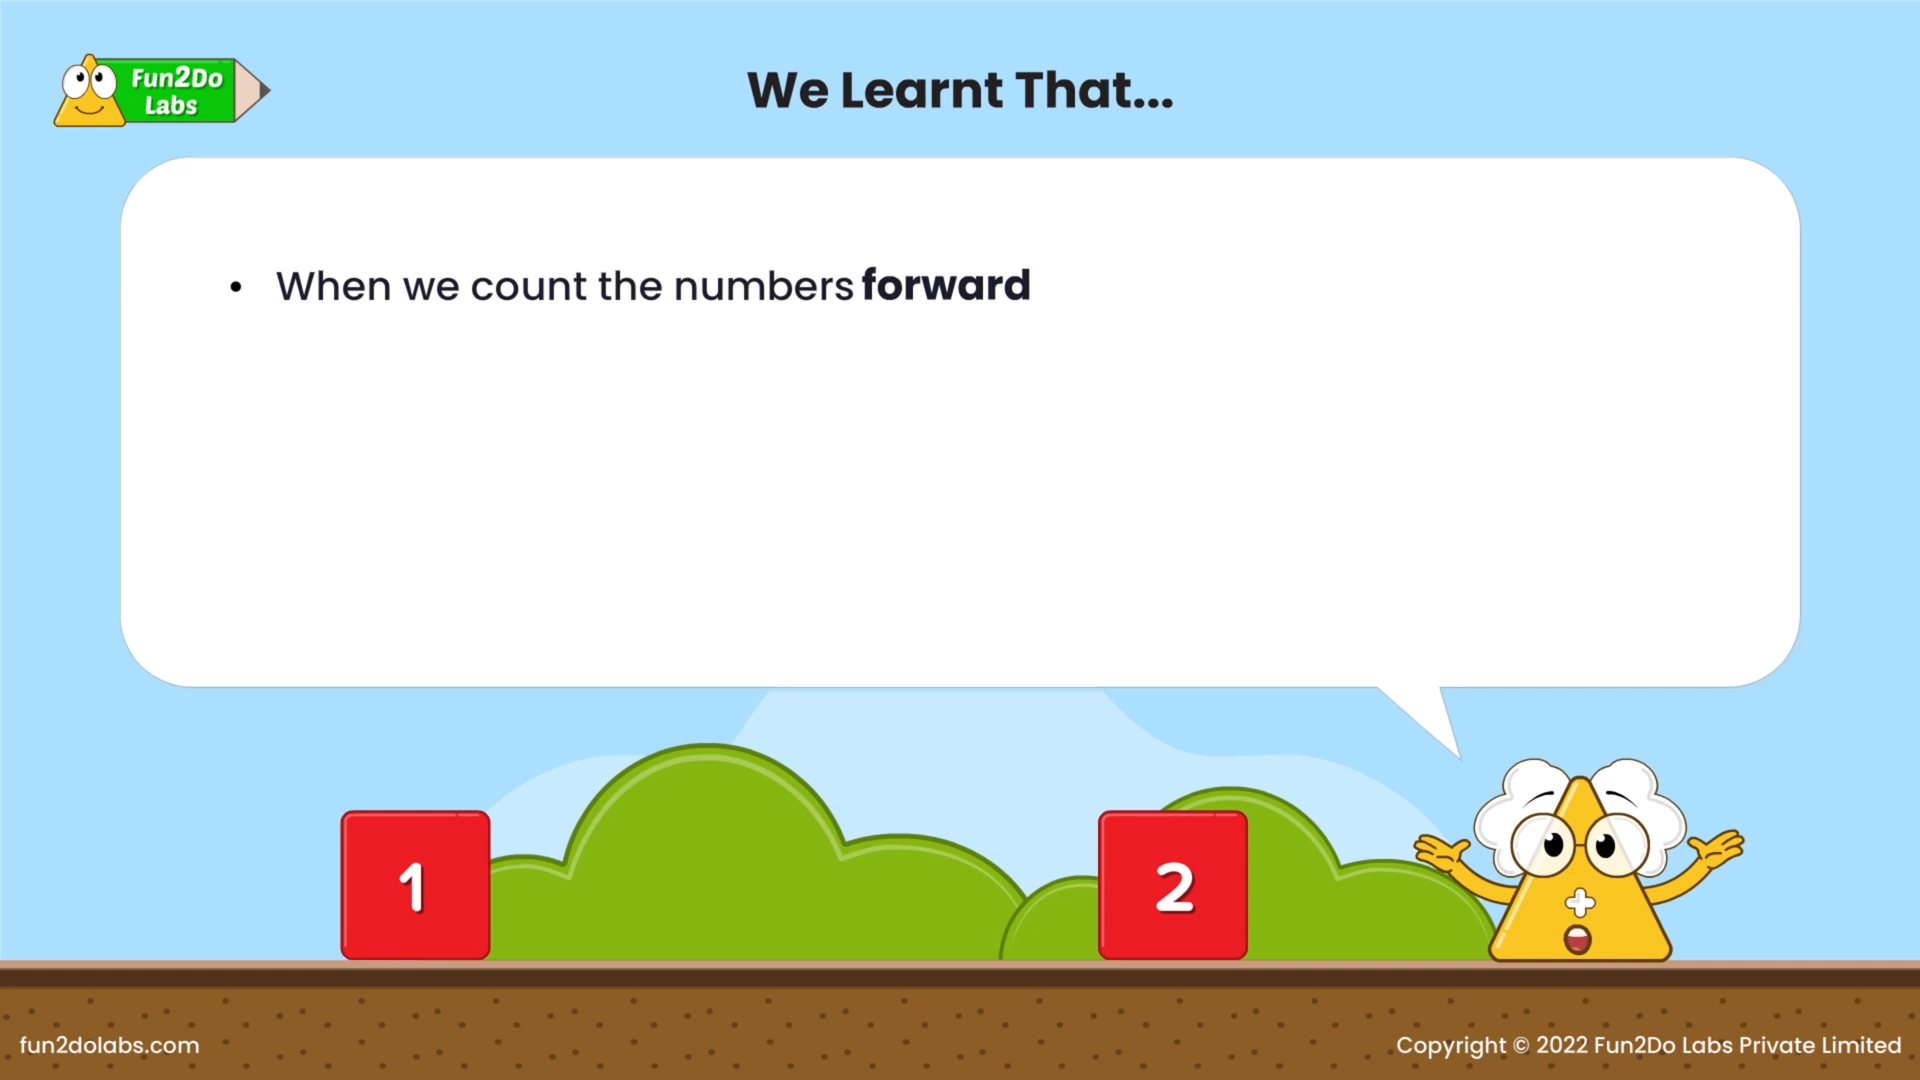 Fun2Do
Labs
We Learnt That...
• When we count the numbers forward
1
2
fun2dolabs.com
Copyright © 2022 Fun2Do Labs Private Limited